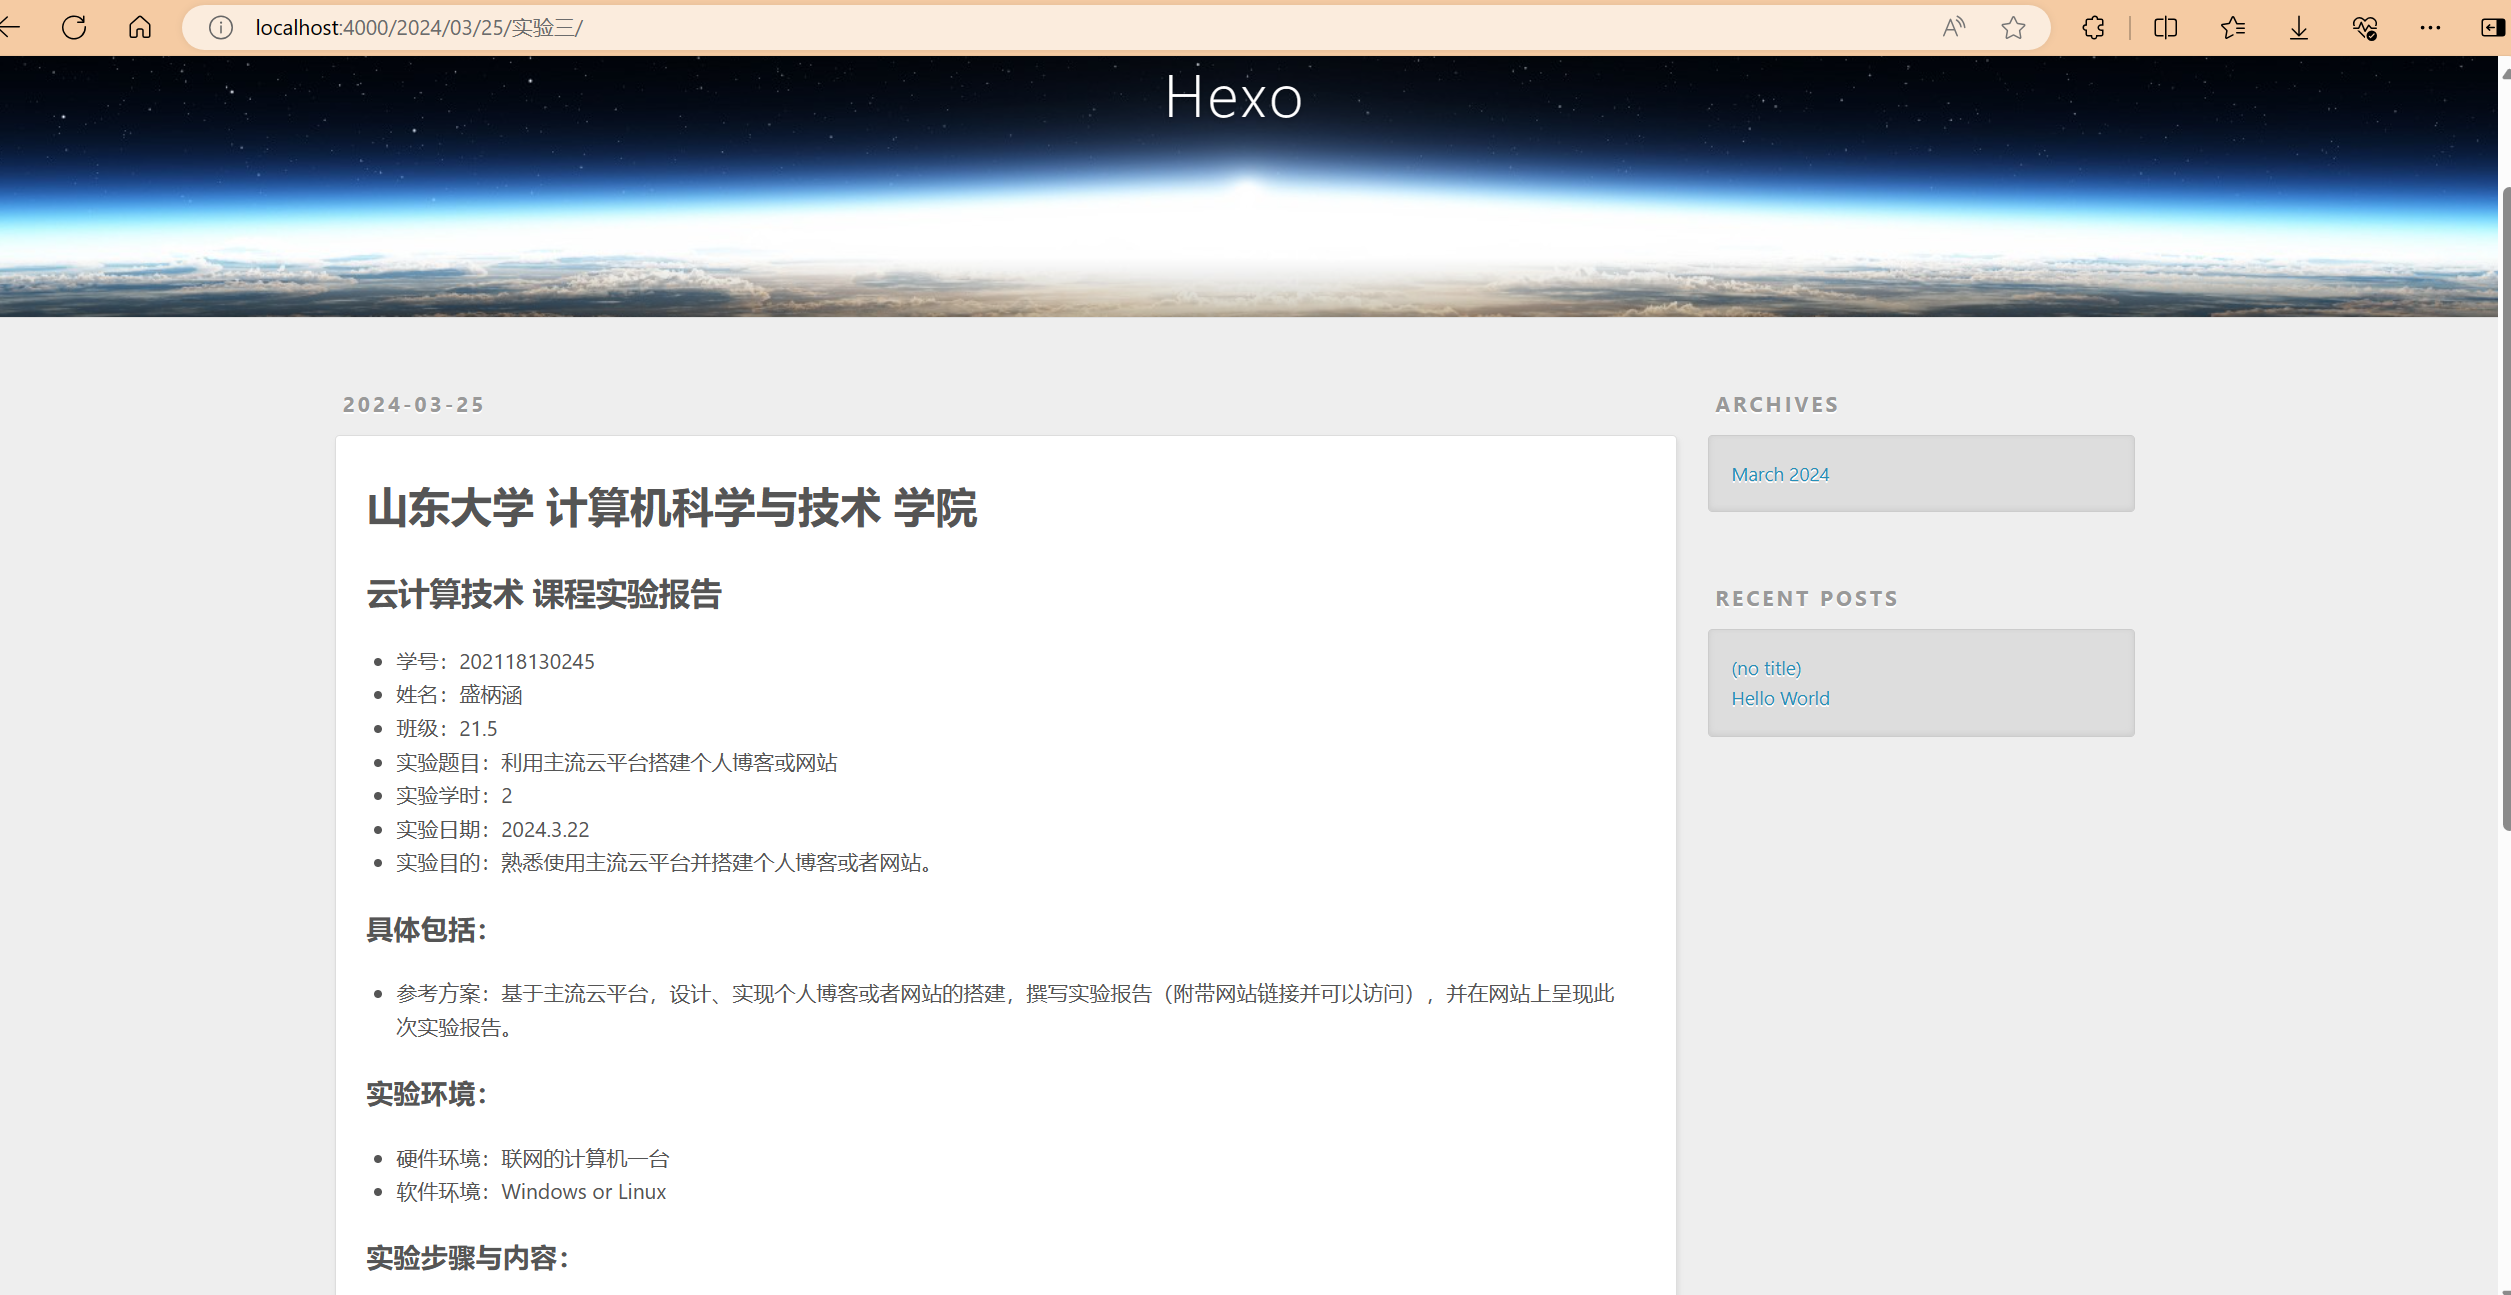 localhost:4000/2024/03/25/实验三/
Hexo
2024-03-25
山东大学 计算机科学与技术 学院
云计算技术 课程实验报告
学号：202118130245
姓名：盛柄涵
班级：21.5
实验题目：利用主流云平台搭建个人博客或网站
实验学时：2
实验日期：2024.3.22
实验目的：熟悉使用主流云平台并搭建个人博客或者网站。
具体包括：
参考方案：基于主流云平台，设计、实现个人博客或者网站的搭建，撰写实验报告（附带网站链接并可以访问），并在网站上呈现此
次实验报告。
实验环境：
硬件环境：联网的计算机一台
软件环境：Windows or Linux
实验步骤与内容：
ARCHIVES
March 2024
RECENT POSTS
(no title)
Hello World